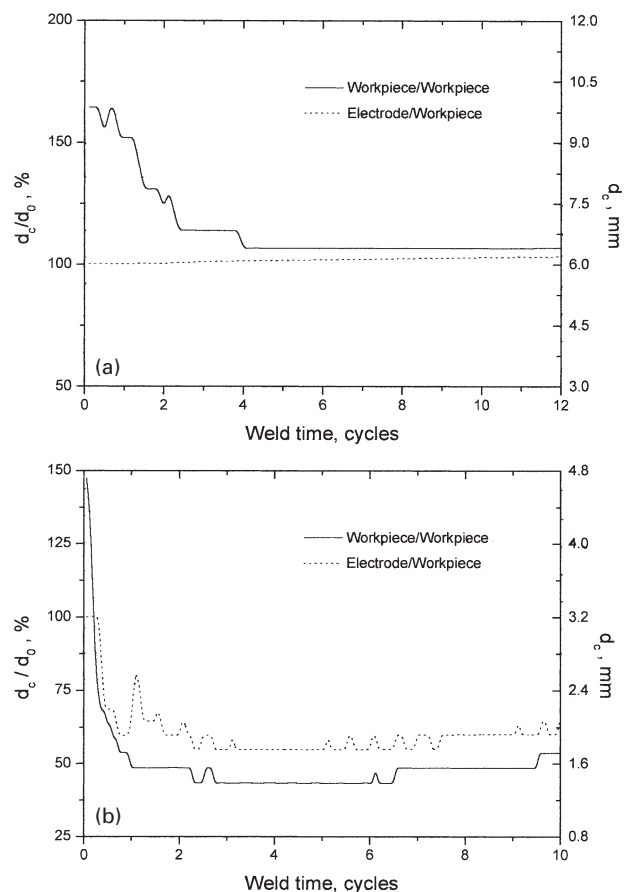 200
150
100
50
d_c/d_0 , %
12.0
10.5
9.0
7.5
6.0
4.5
3.0
d_c , mm
Workpiece/Workpiece
Electrode/Workpiece
(a)
0 2 4 6 8 10 12
Weld time, cycles
150
125
100
75
50
25
d_c / d_0 , %
4.8
4.0
3.2
2.4
1.6
0.8
d_c , mm
Workpiece/Workpiece
Electrode/Workpiece
(b)
0 2 4 6 8 10
Weld time, cycles